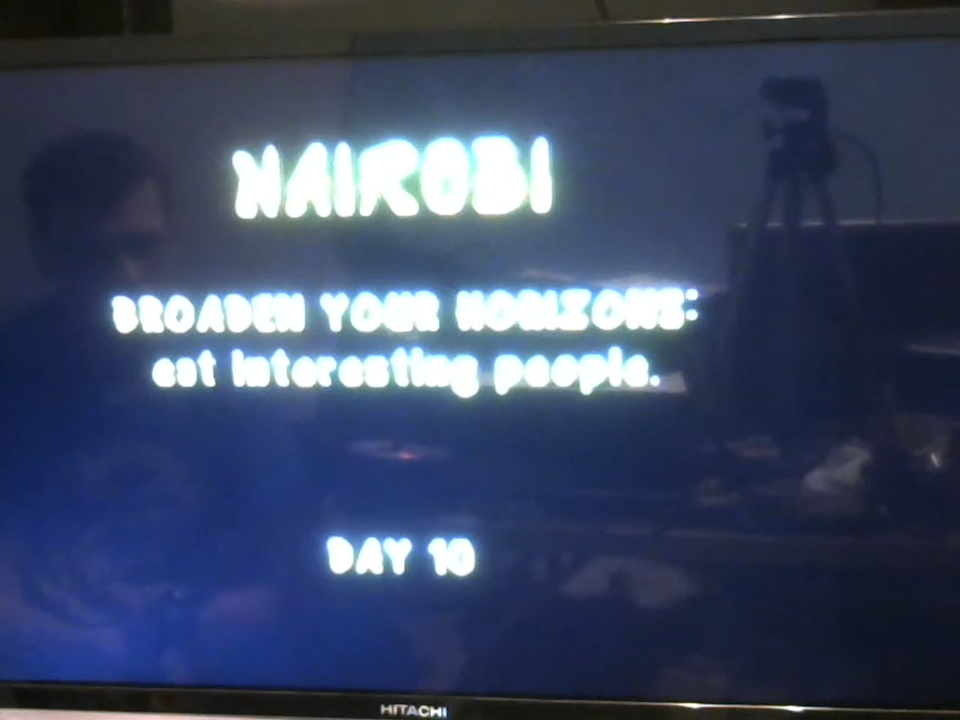 NAIROBI
BROADEN YOUR HORIZONS:
eat interesting people.
DAY 10
HITACHI